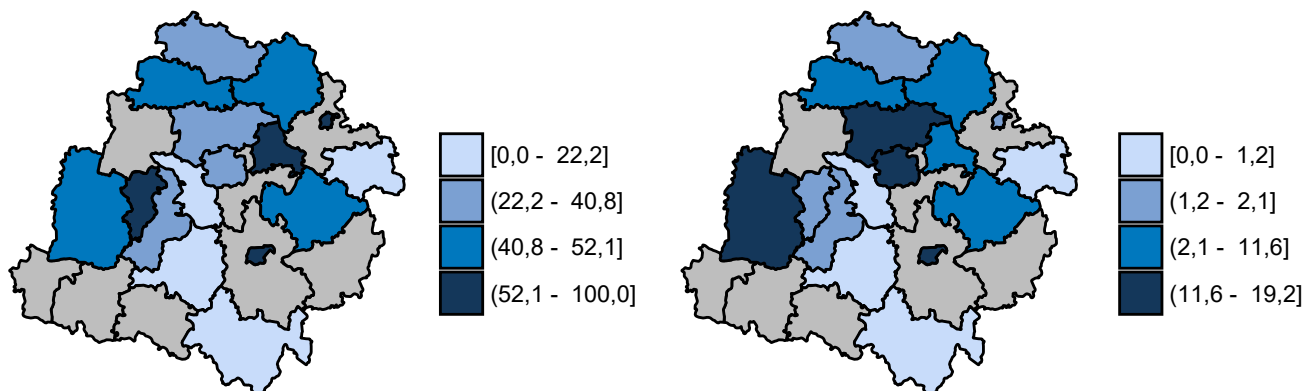 [0,0 - 22,2]
(22,2 - 40,8]
(40,8 - 52,1]
(52,1 - 100,0]
[0,0 - 1,2]
(1,2 - 2,1]
(2,1 - 11,6]
(11,6 - 19,2]